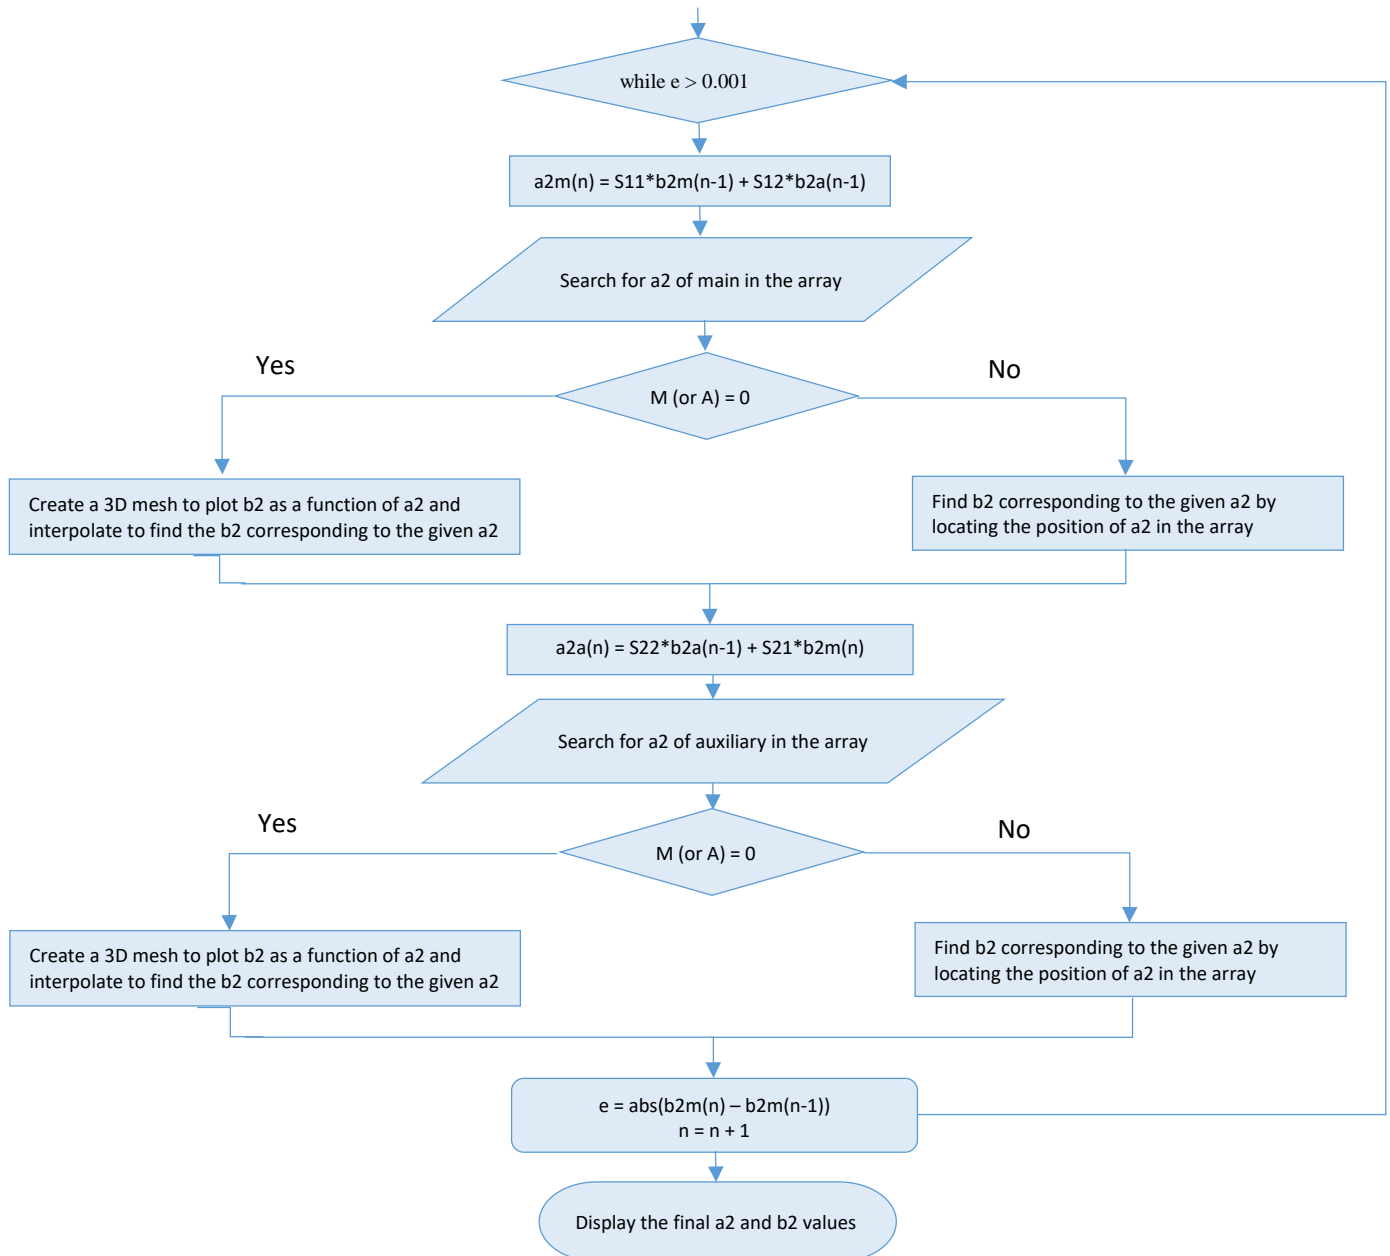 while e > 0.001
a2m(n) = S11*b2m(n-1) + S12*b2a(n-1)
Search for a2 of main in the array
Yes
No
M (or A) = 0
Create a 3D mesh to plot b2 as a function of a2 and
interpolate to find the b2 corresponding to the given a2
Find b2 corresponding to the given a2 by
locating the position of a2 in the array
a2a(n) = S22*b2a(n-1) + S21*b2m(n)
Search for a2 of auxiliary in the array
Yes
No
M (or A) = 0
Create a 3D mesh to plot b2 as a function of a2 and
interpolate to find the b2 corresponding to the given a2
Find b2 corresponding to the given a2 by
locating the position of a2 in the array
e = abs(b2m(n) – b2m(n-1))
n = n + 1
Display the final a2 and b2 values